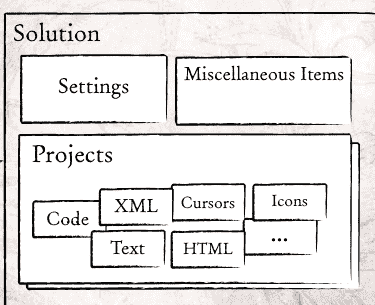 Solution
Settings
Miscellaneous Items
Projects
Code
XML
Cursors
Icons
Text
HTML
...